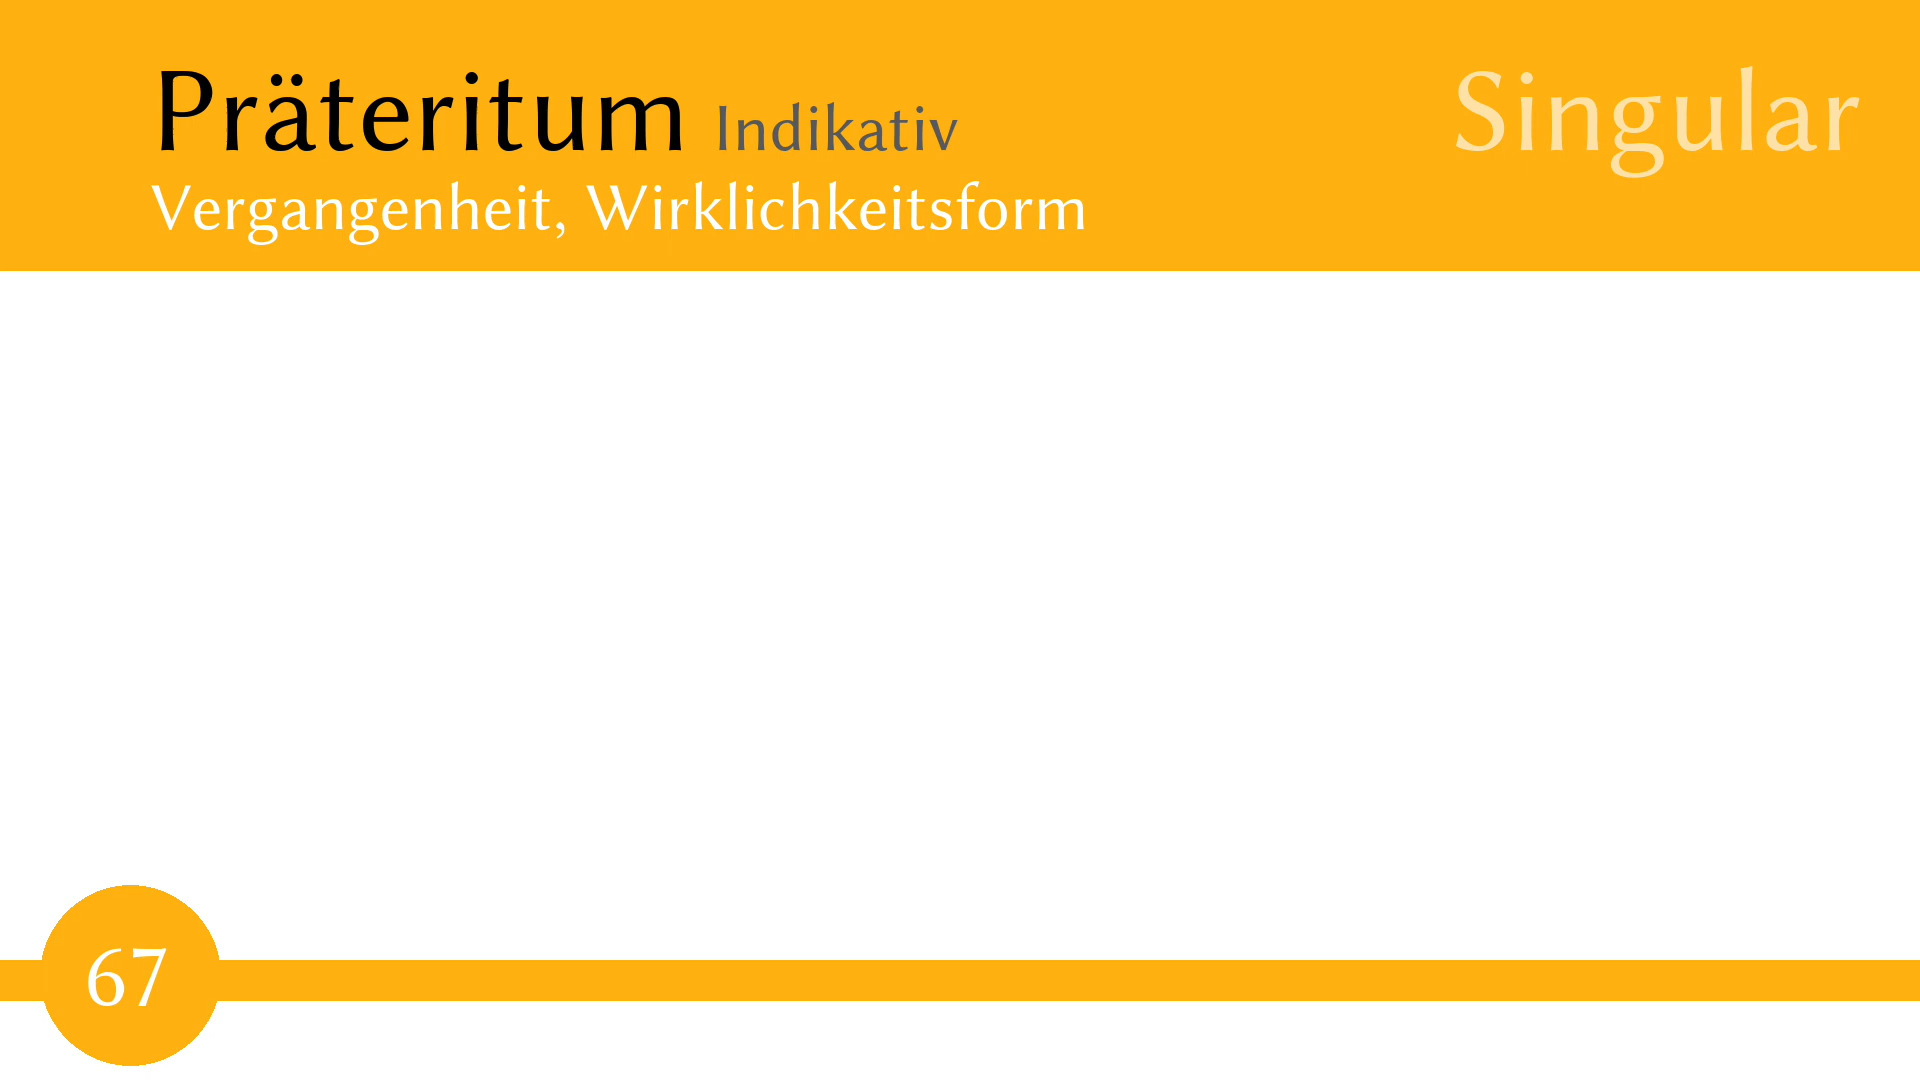 Präteritum Indikativ Singular
Vergangenheit, Wirklichkeitsform
67